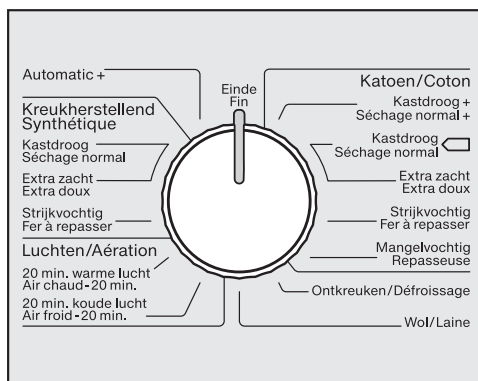 Automatic +
Kreukherstellend
Synthétique
Kastdroog
Séchage normal
Extra zacht
Extra doux
Strijkvochtig
Fer à repasser
Luchten/Aération
20 min. warme lucht
Air chaud-20 min.
20 min. koude lucht
Air froid-20 min.
Einde
Fin
Katoen/Coton
Kastdroog +
Séchage normal +
Kastdroog
Séchage normal
Extra zacht
Extra doux
Strijkvochtig
Fer à repasser
Mangelvochtig
Repasseuse
Ontkreuken/Défroissage
Wol/Laine